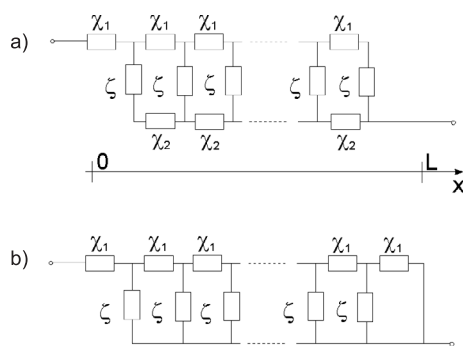 a)
χ₁ χ₁ χ₁ χ₁
ζ ζ ζ ζ ζ
χ₂ χ₂ χ₂
0 L
x
b)
χ₁ χ₁ χ₁ χ₁ χ₁
ζ ζ ζ ζ ζ